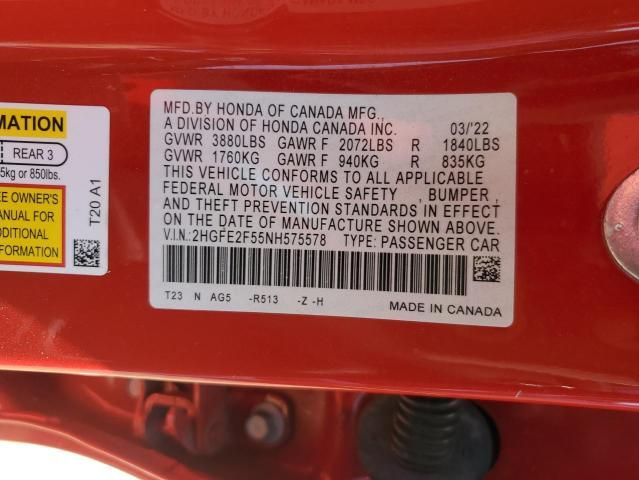 MFD.BY HONDA OF CANADA MFG.,
A DIVISION OF HONDA CANADA INC. 03/'22
GVWR 3880LBS GAWR F 2072LBS R 1840LBS
GVWR 1760KG GAWR F 940KG R 835KG
THIS VEHICLE CONFORMS TO ALL APPLICABLE
FEDERAL MOTOR VEHICLE SAFETY , BUMPER,
AND THEFT PREVENTION STANDARDS IN EFFECT
ON THE DATE OF MANUFACTURE SHOWN ABOVE.
V.I.N:2HGFE2F55NH575578 TYPE: PASSENGER CAR
T23 N AG5 -R513 -Z -H
MADE IN CANADA
MATION
REAR 3
5kg or 850lbs.
EE OWNER'S
ANUAL FOR
DDITIONAL
ORMATION
T20 A1